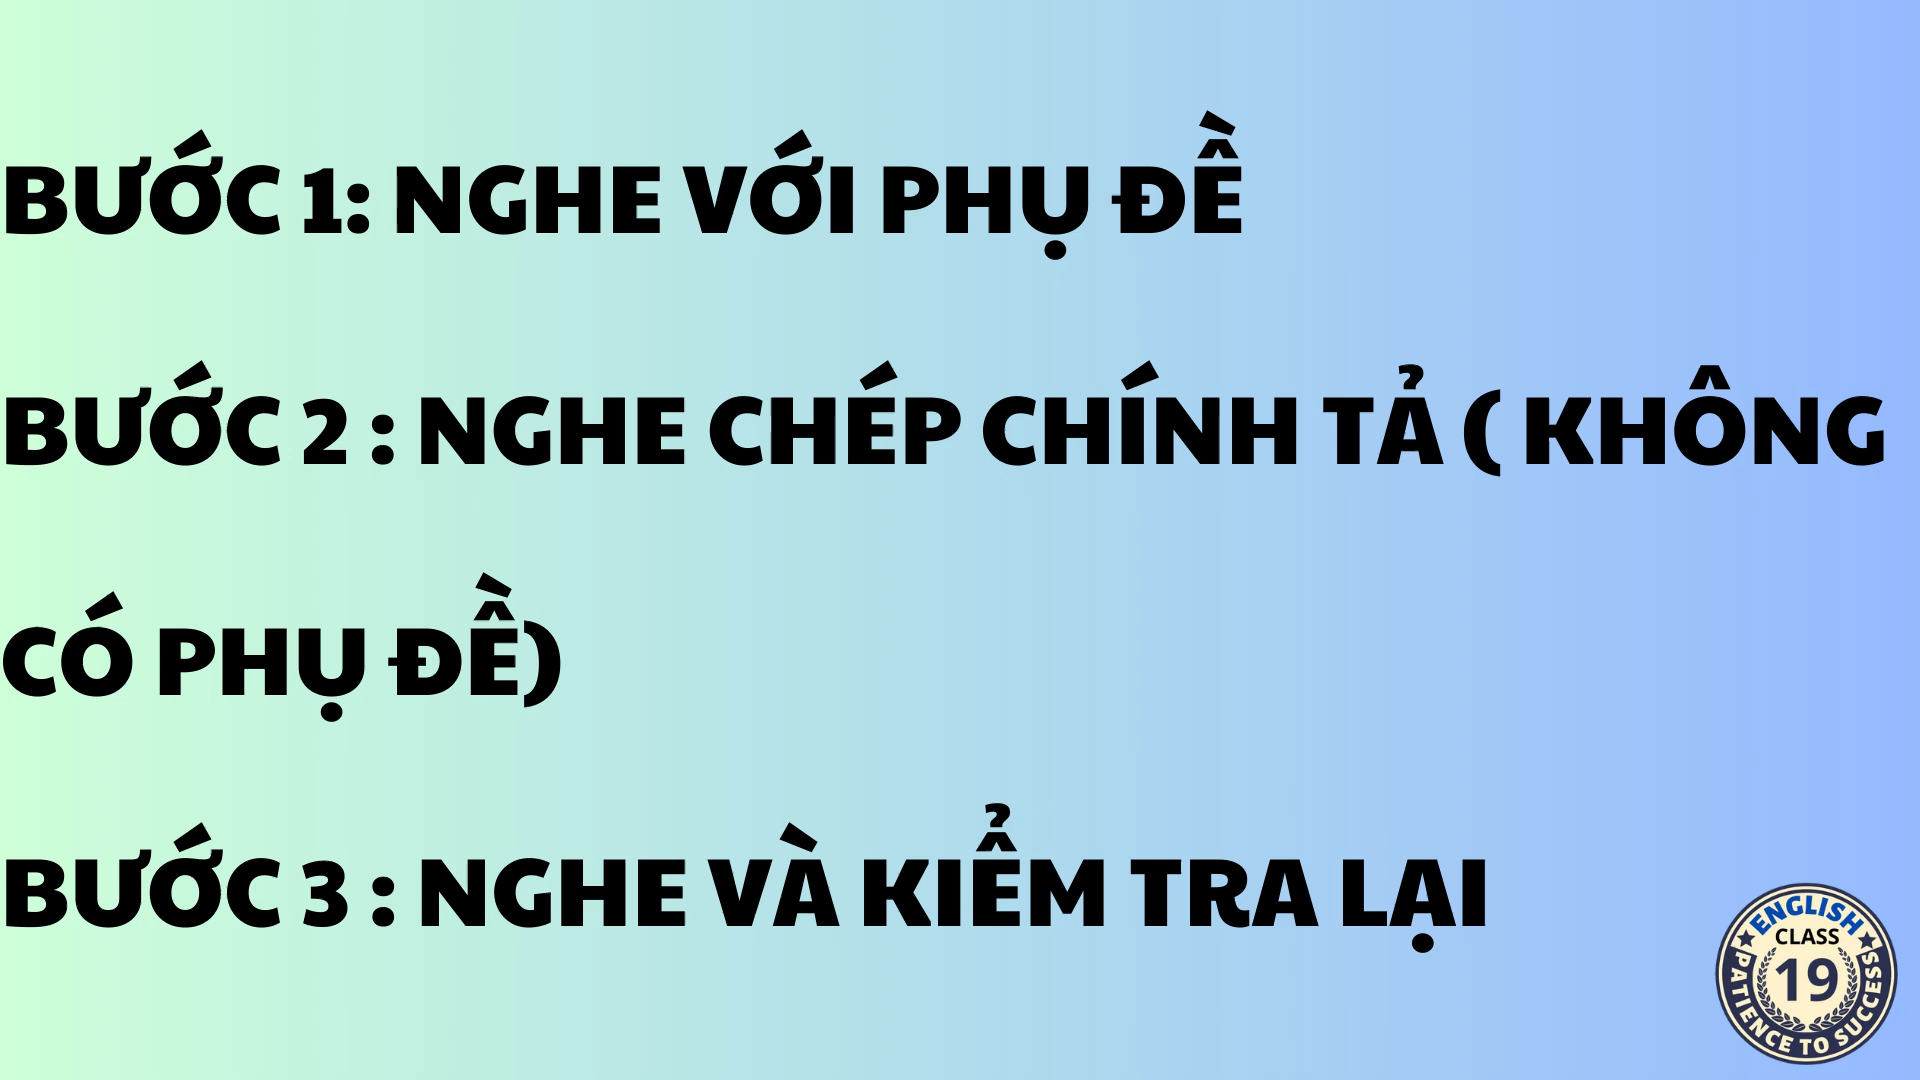 BƯỚC 1: NGHE VỚI PHỤ ĐỀ
BƯỚC 2 : NGHE CHÉP CHÍNH TẢ ( KHÔNG
CÓ PHỤ ĐỀ)
BƯỚC 3 : NGHE VÀ KIỂM TRA LẠI
ENGLISH
CLASS
19
PATIENCE TO SUCCESS